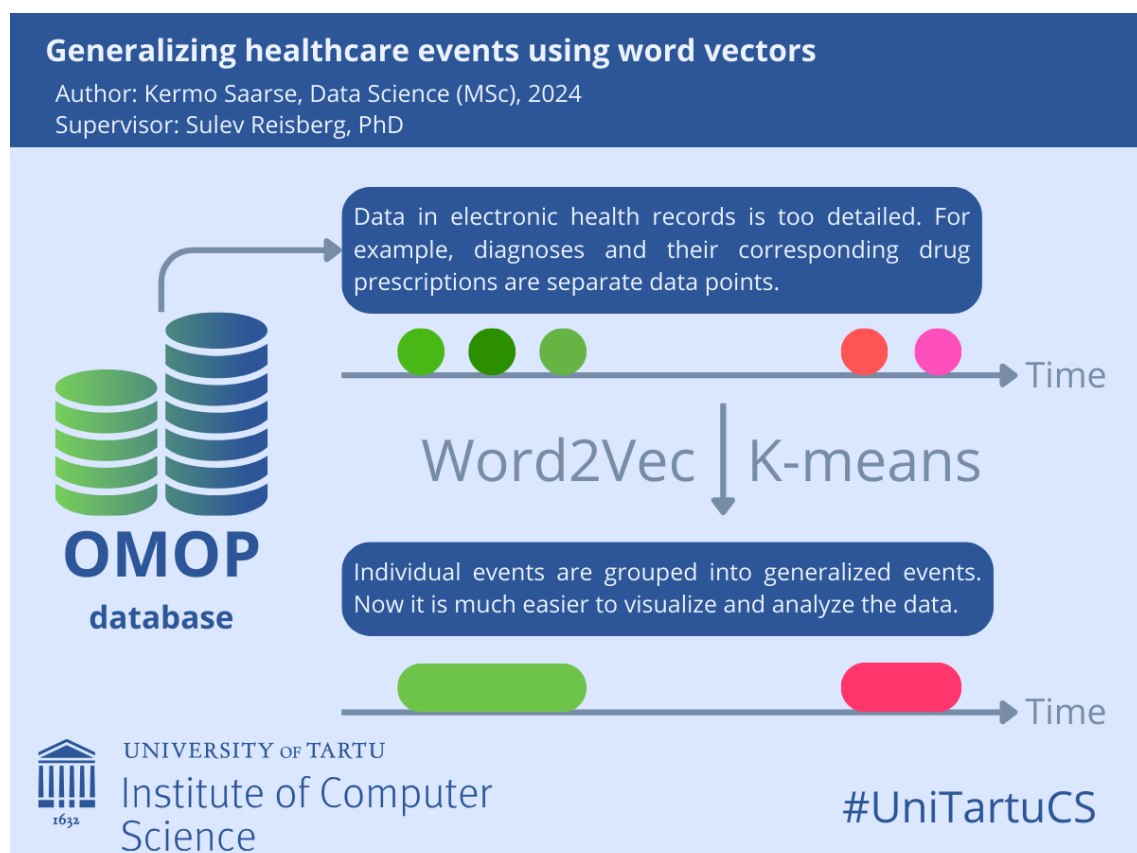 Generalizing healthcare events using word vectors
Author: Kermo Saarse, Data Science (MSc), 2024
Supervisor: Sulev Reisberg, PhD
Data in electronic health records is too detailed. For
example, diagnoses and their corresponding drug
prescriptions are separate data points.
Time
Word2Vec K-means
OMOP
database
Individual events are grouped into generalized events.
Now it is much easier to visualize and analyze the data.
Time
UNIVERSITY OF TARTU
Institute of Computer
Science
1632
#UniTartuCS